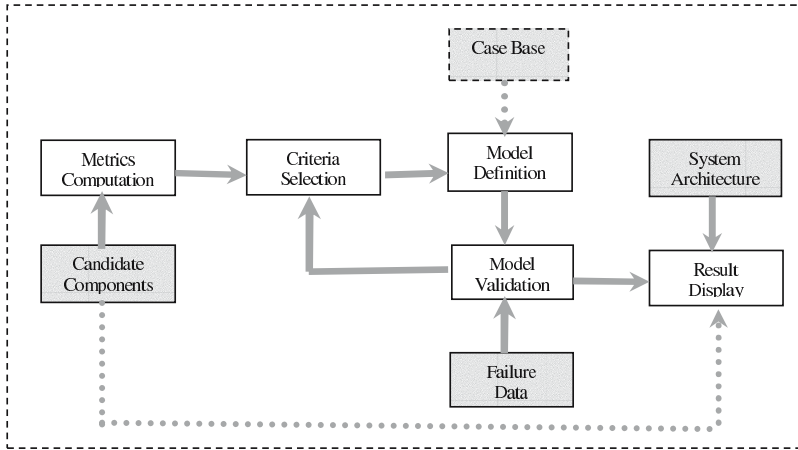 Case Base
Metrics
Computation
Criteria
Selection
Model
Definition
System
Architecture
Candidate
Components
Model
Validation
Result
Display
Failure
Data